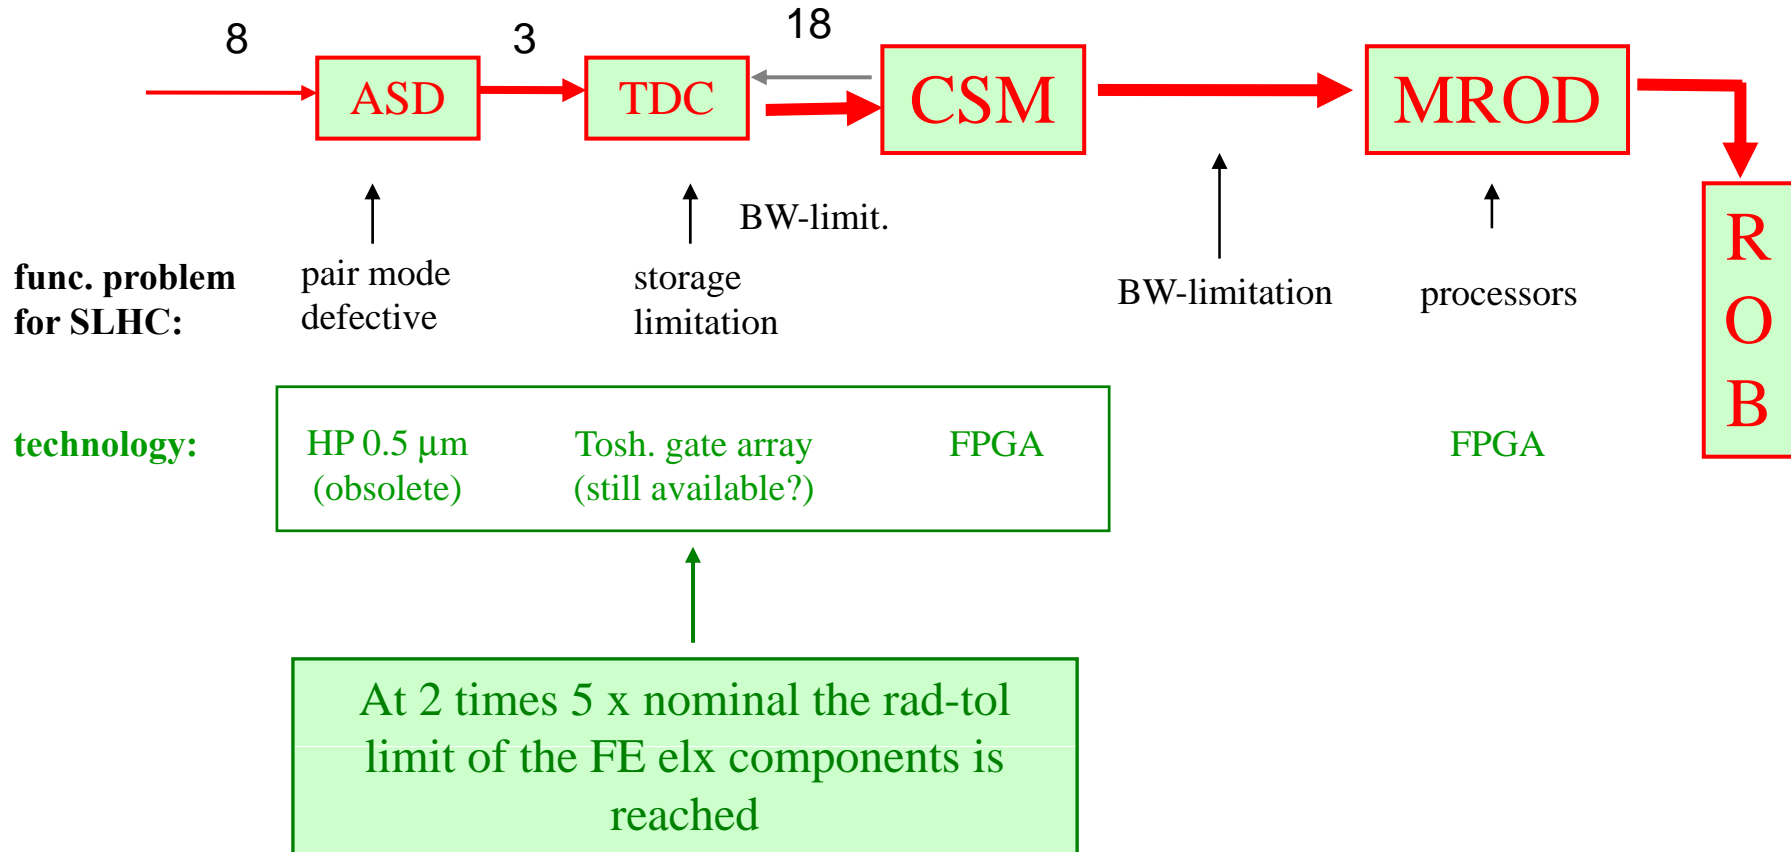 8
3
18
ASD
TDC
CSM
MROD
R
O
B
BW-limit.
func. problem
for SLHC:
pair mode
defective
storage
limitation
BW-limitation
processors
technology:
HP 0.5 μm
(obsolete)
Tosh. gate array
(still available?)
FPGA
FPGA
At 2 times 5 x nominal the rad-tol
limit of the FE elx components is
reached